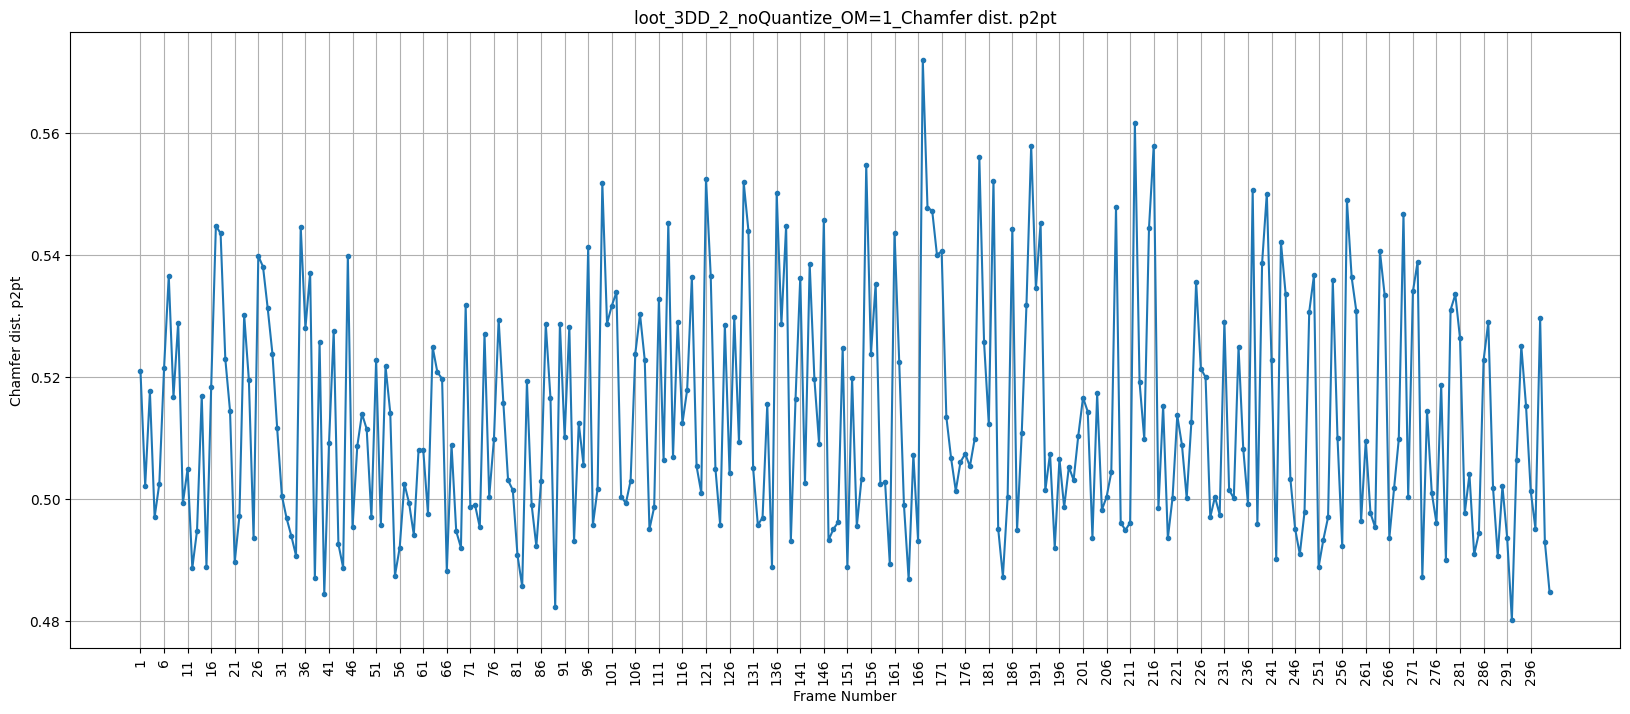 loot_3DD_2_noQuantize_OM=1_Chamfer dist. p2pt
Chamfer dist. p2pt
0.56
0.54
0.52
0.50
0.48
1 6 11 16 21 26 31 36 41 46 51 56 61 66 71 76 81 86 91 96 101 106 111 116 121 126 131 136 141 146 151 156 161 166 171 176 181 186 191 196 201 206 211 216 221 226 231 236 241 246 251 256 261 266 271 276 281 286 291 296
Frame Number